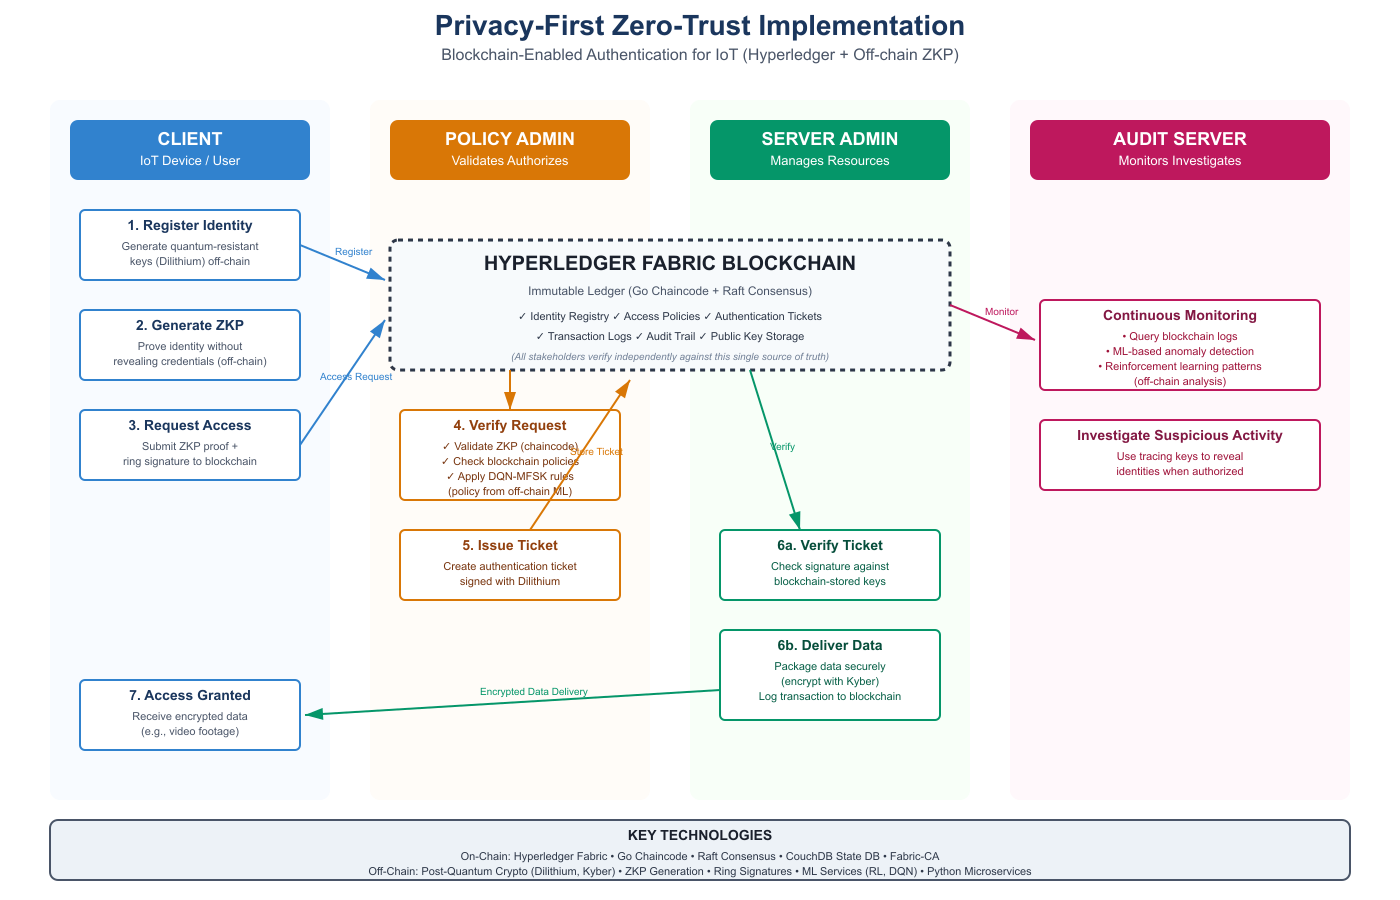 Privacy-First Zero-Trust Implementation
Blockchain-Enabled Authentication for IoT (Hyperledger + Off-chain ZKP)
CLIENT
IoT Device / User
POLICY ADMIN
Validates Authorizes
SERVER ADMIN
Manages Resources
AUDIT SERVER
Monitors Investigates
1. Register Identity
Generate quantum-resistant
keys (Dilithium) off-chain
Register
2. Generate ZKP
Prove identity without
revealing credentials (off-chain)
Access Request
3. Request Access
Submit ZKP proof +
ring signature to blockchain
HYPERLEDGER FABRIC BLOCKCHAIN
Immutable Ledger (Go Chaincode + Raft Consensus)
✓ Identity Registry ✓ Access Policies ✓ Authentication Tickets
✓ Transaction Logs ✓ Audit Trail ✓ Public Key Storage
(All stakeholders verify independently against this single source of truth)
Monitor
Continuous Monitoring
• Query blockchain logs
• ML-based anomaly detection
• Reinforcement learning patterns
(off-chain analysis)
4. Verify Request
✓ Validate ZKP (chaincode)
✓ Check blockchain policies
✓ Apply DQN-MFSK rules
(policy from off-chain ML)
Store Ticket
Verify
Investigate Suspicious Activity
Use tracing keys to reveal
identities when authorized
5. Issue Ticket
Create authentication ticket
signed with Dilithium
6a. Verify Ticket
Check signature against
blockchain-stored keys
6b. Deliver Data
Package data securely
(encrypt with Kyber)
Log transaction to blockchain
Encrypted Data Delivery
7. Access Granted
Receive encrypted data
(e.g., video footage)
KEY TECHNOLOGIES
On-Chain: Hyperledger Fabric • Go Chaincode • Raft Consensus • CouchDB State DB • Fabric-CA
Off-Chain: Post-Quantum Crypto (Dilithium, Kyber) • ZKP Generation • Ring Signatures • ML Services (RL, DQN) • Python Microservices